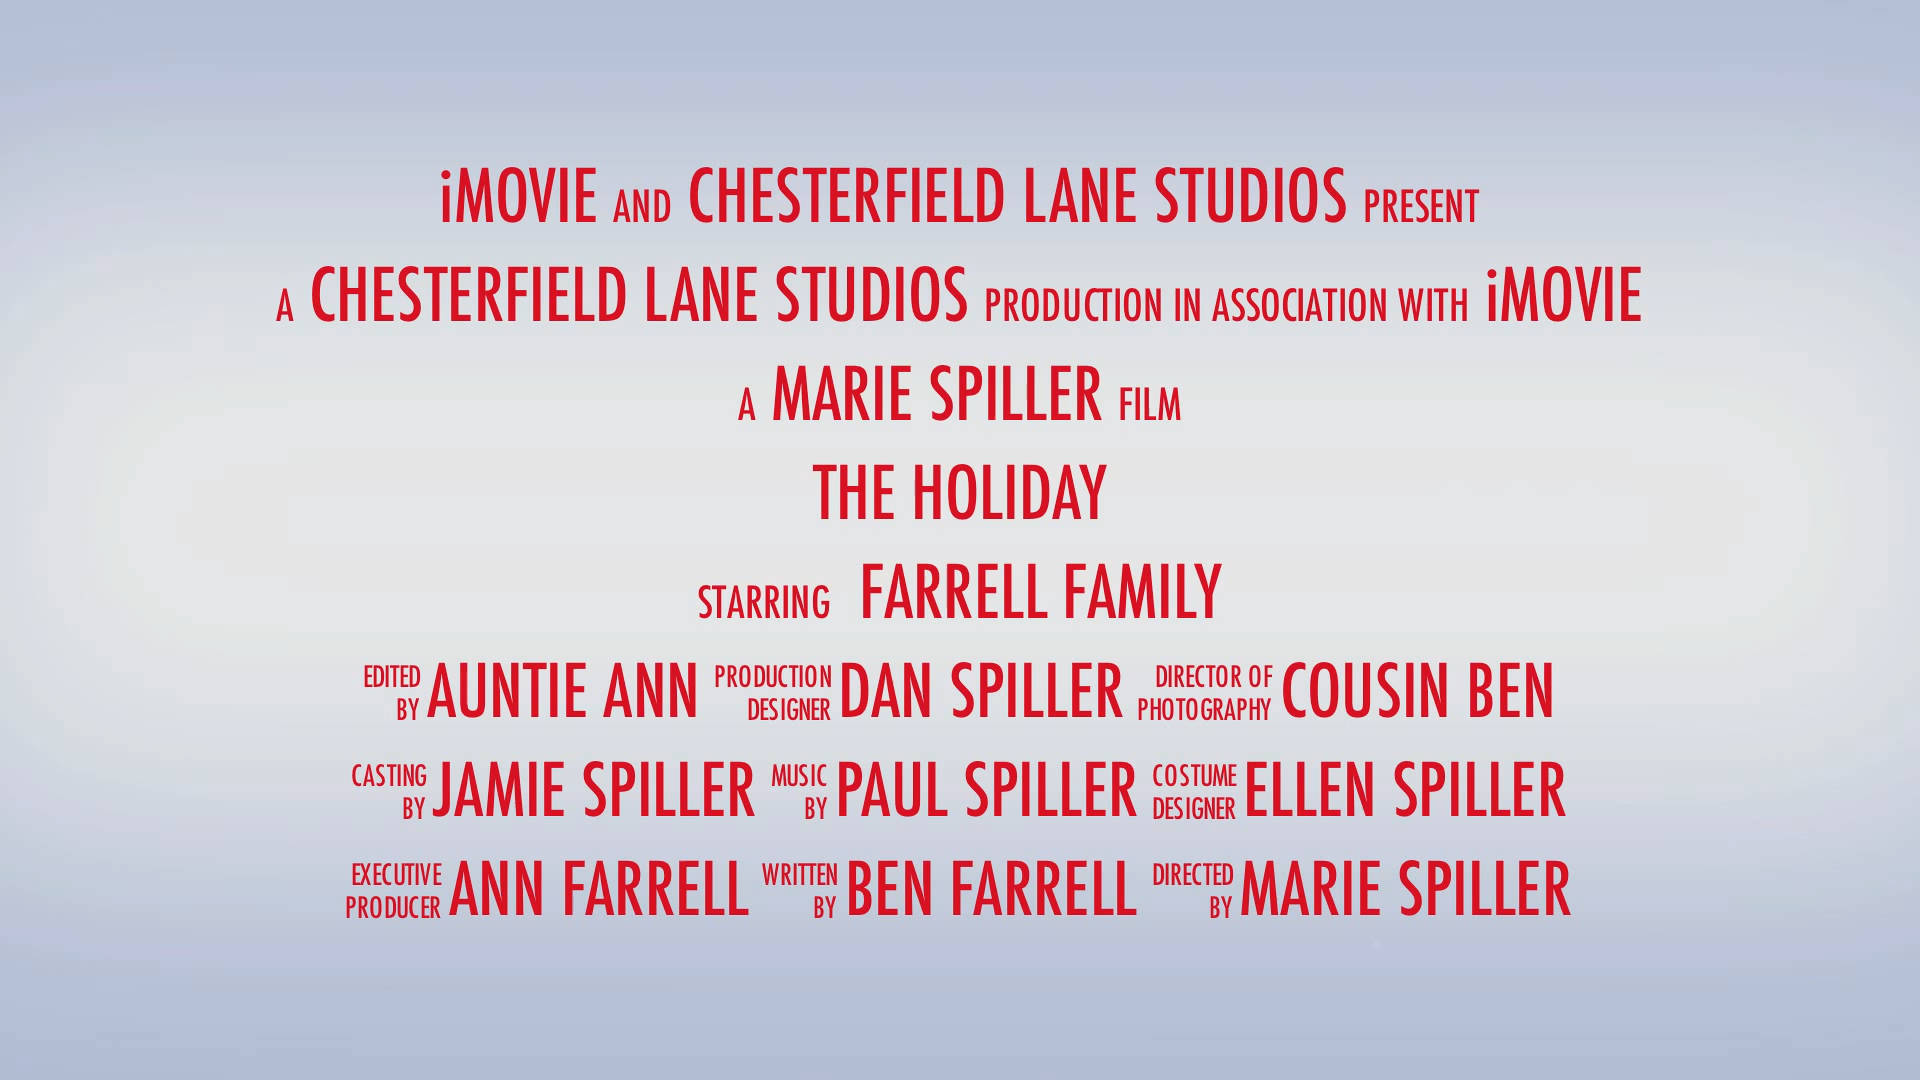 iMOVIE AND CHESTERFIELD LANE STUDIOS PRESENT
A CHESTERFIELD LANE STUDIOS PRODUCTION IN ASSOCIATION WITH iMOVIE
A MARIE SPILLER FILM
THE HOLIDAY
STARRING FARRELL FAMILY
EDITED BY AUNTIE ANN PRODUCTION DESIGNER DAN SPILLER DIRECTOR OF PHOTOGRAPHY COUSIN BEN
CASTING BY JAMIE SPILLER MUSIC BY PAUL SPILLER COSTUME DESIGNER ELLEN SPILLER
EXECUTIVE PRODUCER ANN FARRELL WRITTEN BY BEN FARRELL DIRECTED BY MARIE SPILLER